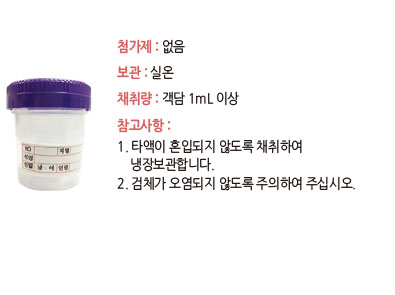 첨가제 : 없음
보관 : 실온
채취량 : 객담 1mL 이상
참고사항 :
1. 타액이 혼입되지 않도록 채취하여
냉장보관합니다.
2. 검체가 오염되지 않도록 주의하여 주십시오.